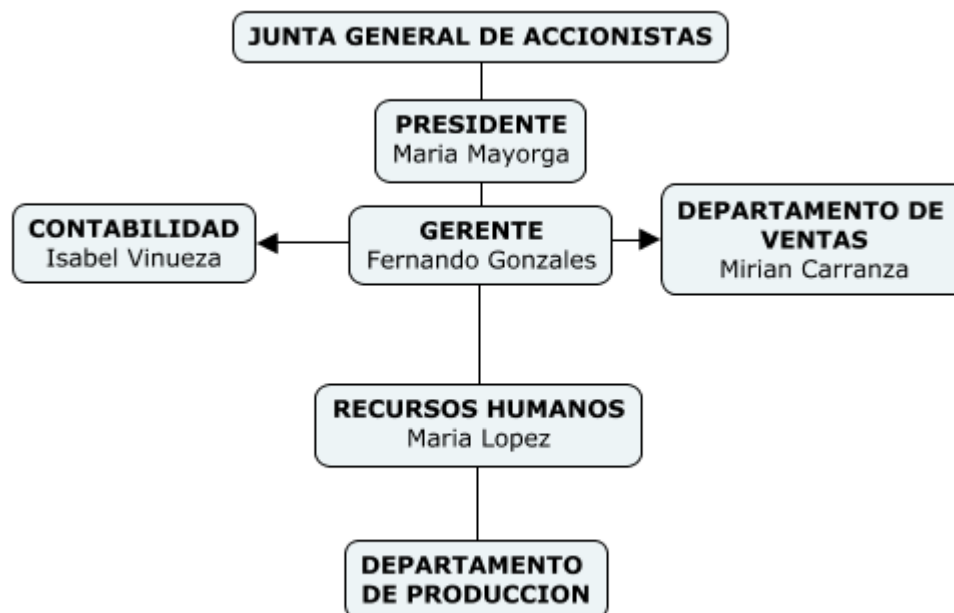 JUNTA GENERAL DE ACCIONISTAS
PRESIDENTE
Maria Mayorga
CONTABILIDAD
Isabel Vinueza
GERENTE
Fernando Gonzales
DEPARTAMENTO DE
VENTAS
Mirian Carranza
RECURSOS HUMANOS
Maria Lopez
DEPARTAMENTO
DE PRODUCCION